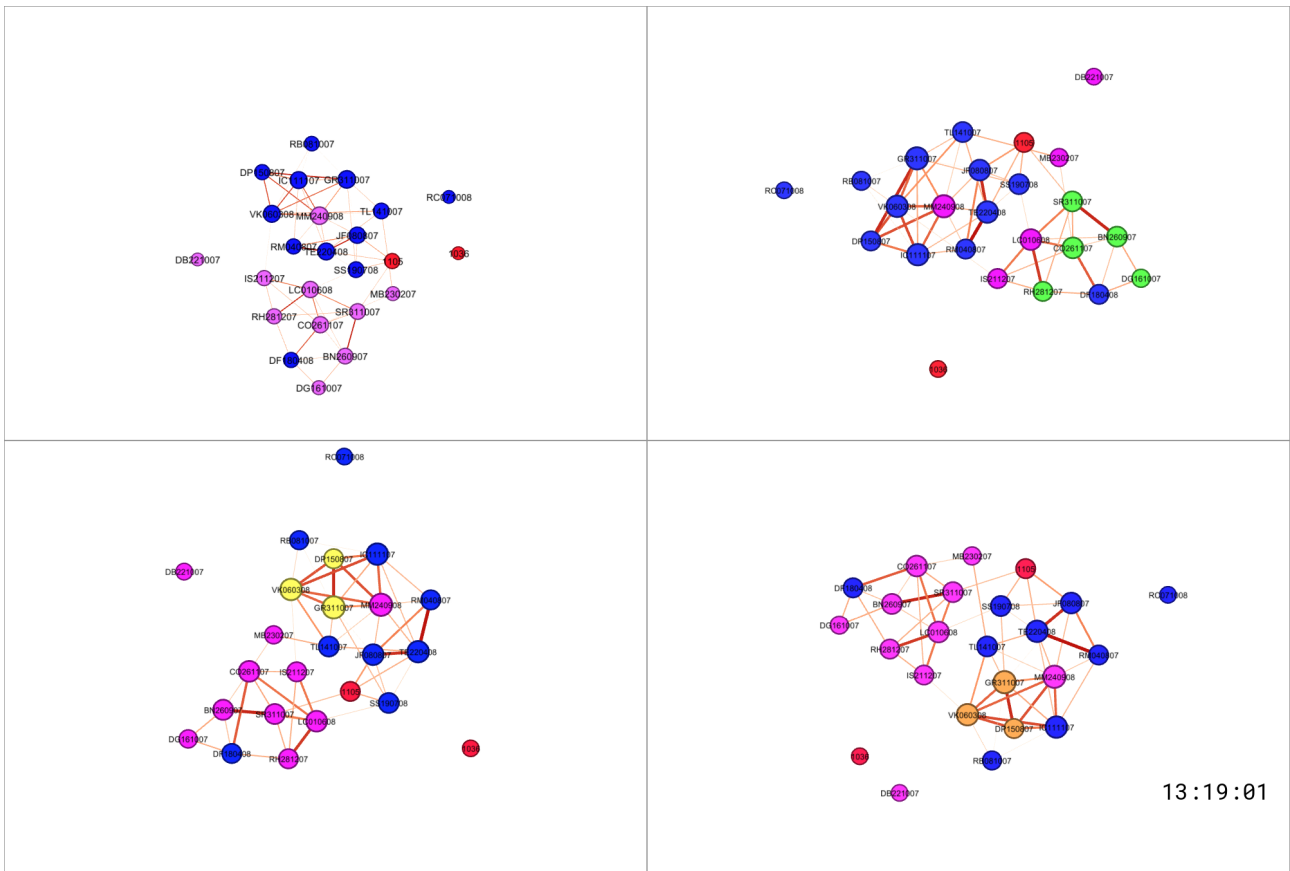 RB081007
DP150807
IC111107
GR311007
RC071008
VK060308
MM240908
TL141007
JF080807
RM040807
TE220408
1105
1036
DB221007
SS190708
IS211207
LC010608
MB230207
RH281207
SR311007
CO261107
DF180408
BN260907
DG161007
DB221007
TL141007
1105
GR311007
MB230207
JF080807
RB081007
SS190708
RC071008
SR311007
VK060308
MM240908
TE220408
DP150807
LC010608
BN260907
IC111107
RM040807
CO261107
IS211207
DG161007
RH281207
DF180408
1036
RC071008
RB081007
DP150807
IC111107
DB221007
VK060308
GR311007
MM240908
RM040807
MB230207
TL141007
JF080807
TE220408
CO261107
IS211207
1105
SS190708
BN260907
SR311007
LC010608
DG161007
DF180408
RH281207
1036
MB230207
CO261107
1105
DF180408
SR311007
RC071008
BN260907
SS190708
JF080807
DG161007
LC010608
TE220408
RH281207
TL141007
RM040807
IS211207
GR311007
MM240908
VK060308
DP150807
IC111107
1036
RB081007
DB221007
13:19:01